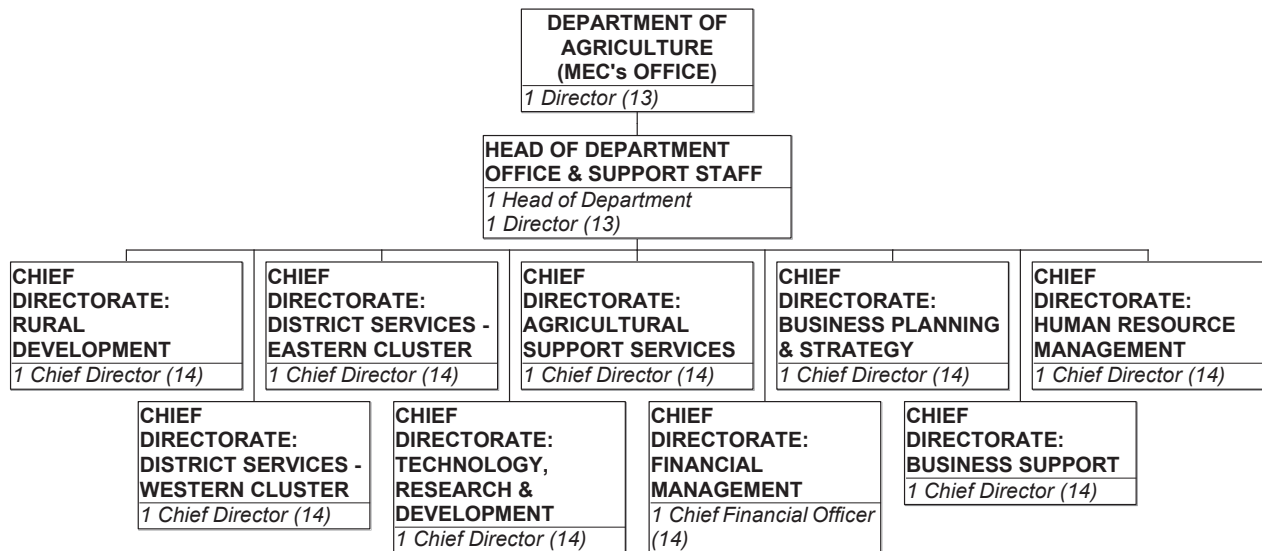 DEPARTMENT OF
AGRICULTURE
(MEC's OFFICE)
1 Director (13)
HEAD OF DEPARTMENT
OFFICE & SUPPORT STAFF
1 Head of Department
1 Director (13)
CHIEF
DIRECTORATE:
RURAL
DEVELOPMENT
1 Chief Director (14)
CHIEF
DIRECTORATE:
DISTRICT SERVICES -
EASTERN CLUSTER
1 Chief Director (14)
CHIEF
DIRECTORATE:
AGRICULTURAL
SUPPORT SERVICES
1 Chief Director (14)
CHIEF
DIRECTORATE:
BUSINESS PLANNING
& STRATEGY
1 Chief Director (14)
CHIEF
DIRECTORATE:
HUMAN RESOURCE
MANAGEMENT
1 Chief Director (14)
CHIEF
DIRECTORATE:
DISTRICT SERVICES -
WESTERN CLUSTER
1 Chief Director (14)
CHIEF
DIRECTORATE:
TECHNOLOGY,
RESEARCH &
DEVELOPMENT
1 Chief Director (14)
CHIEF
DIRECTORATE:
FINANCIAL
MANAGEMENT
1 Chief Financial Officer
(14)
CHIEF
DIRECTORATE:
BUSINESS SUPPORT
1 Chief Director (14)